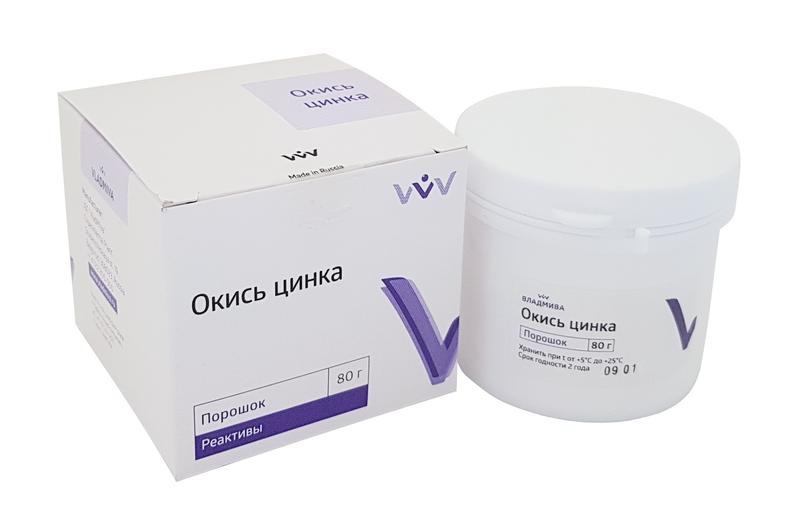 Окись
цинка
Made in Russia
VLADMIVA
Окись цинка
80 г
Порошок
Реактивы
ВЛАДМИВА
Окись цинка
Порошок 80 г
Хранить при t от +5°C до +25°C
Срок годности 2 года
09 01